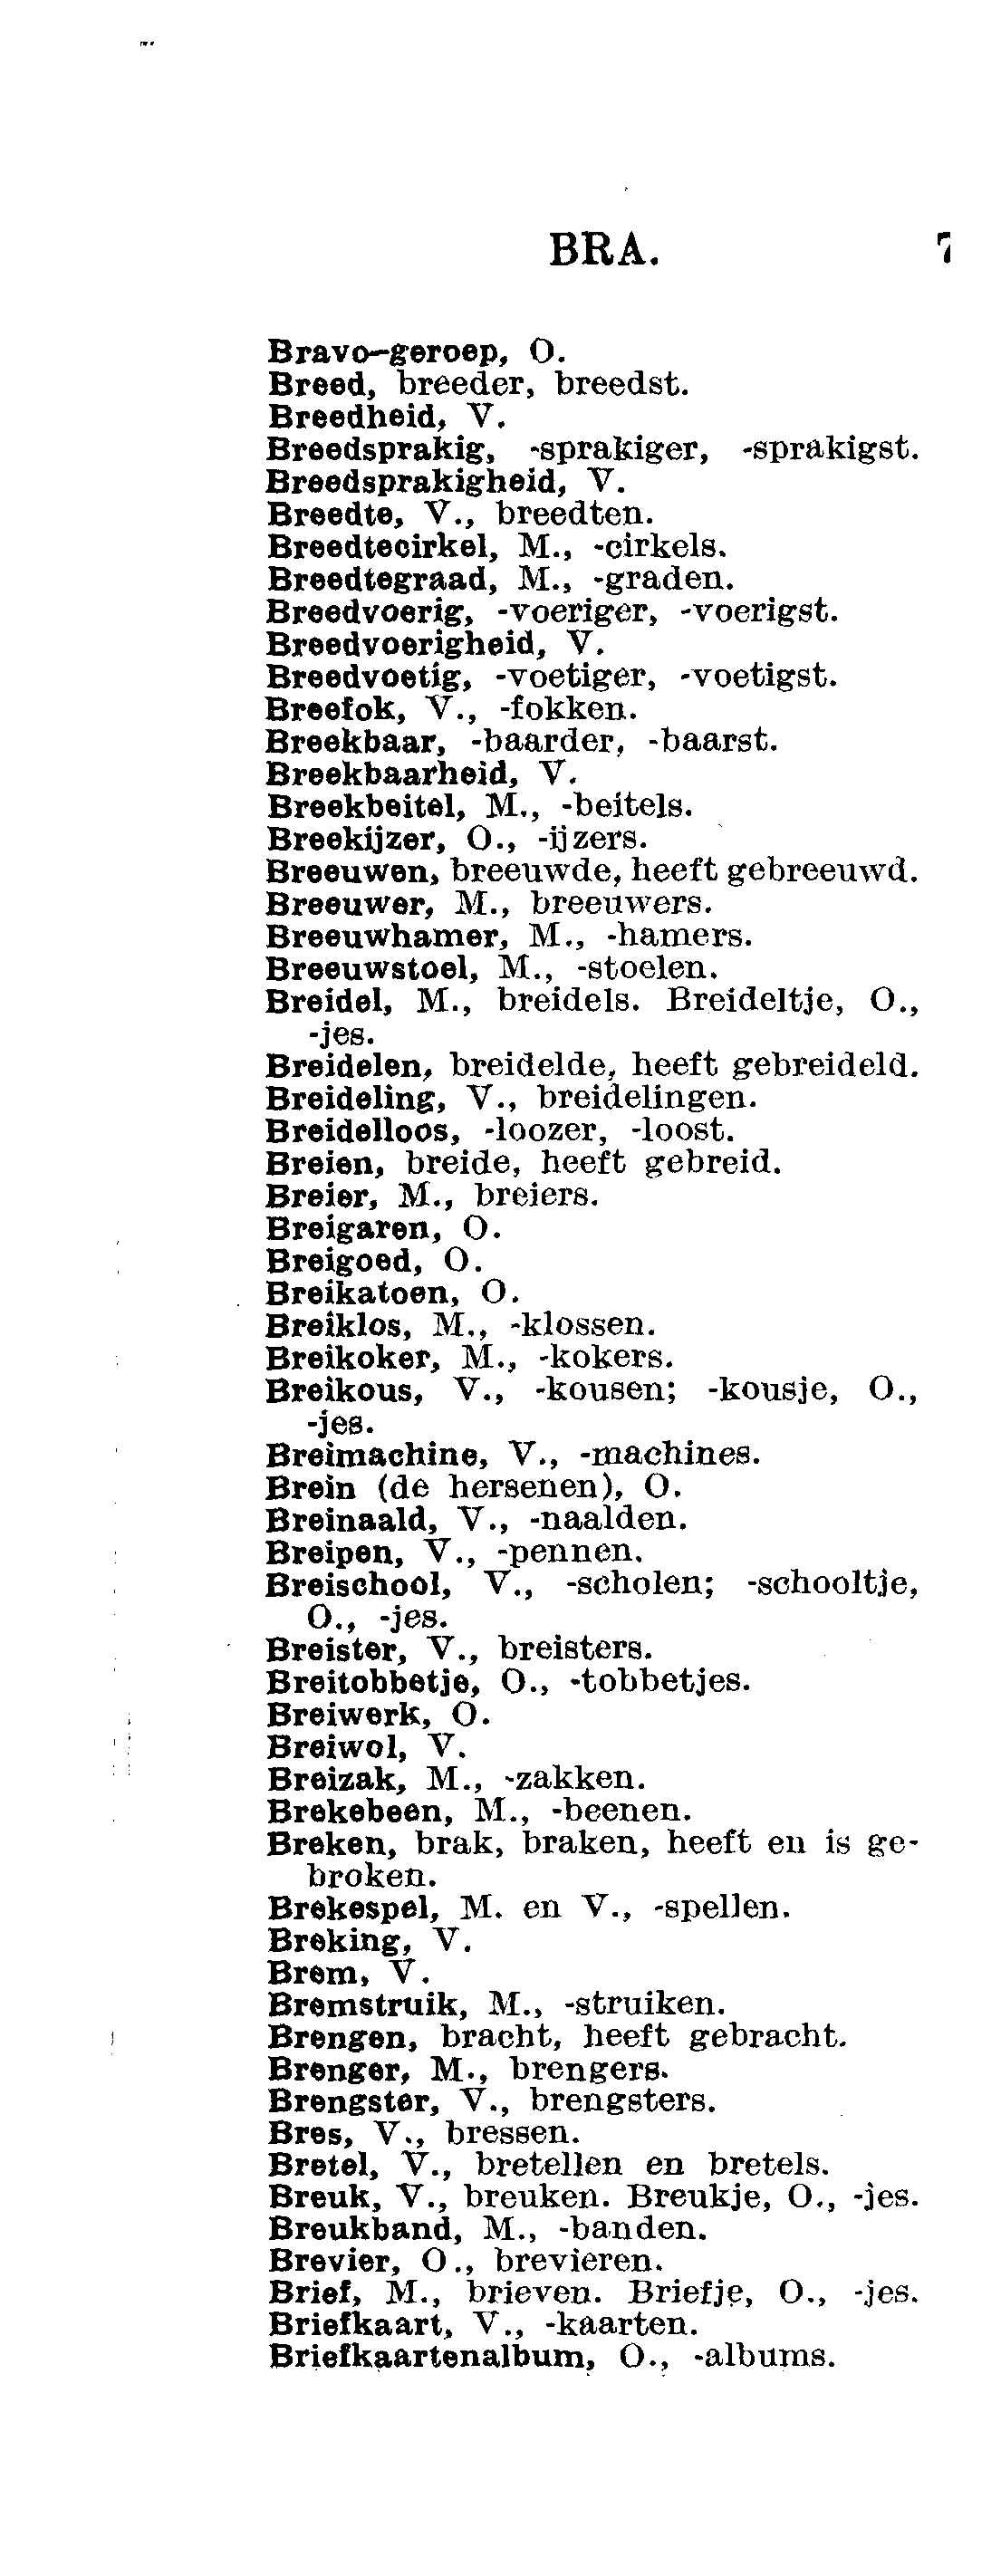 BRA.
Bravo-geroep, O.
Breed, breeder, breedst.
Breedheid, V.
Breedsprakig, -sprakiger, -sprakigst.
Breedsprakigheid, V.
Breedte, V., breedten.
Breedtecirkel, M., -cirkels.
Breedtegraad, M., -graden.
Breedvoerig, -voeriger, -voerigst.
Breedvoerigheid, V.
Breedvoetig, -voetiger, -voetigst.
Breefok, V., -fokken.
Breekbaar, -baarder, -baarst.
Breekbaarheid, V.
Breekbeitel, M., -beitels.
Breekijzer, O., -ijzers.
Breeuwen, breeuwde, heeft gebreeuwd.
Breeuwer, M., breeuwers.
Breeuwhamer, M., -hamers.
Breeuwstoel, M., -stoelen.
Breidel, M., breidels. Breideltje, O.,
-jes.
Breidelen, breidelde, heeft gebreideld.
Breideling, V., breidelingen.
Breidelloos, -loozer, -loost.
Breien, breide, heeft gebreid.
Breier, M., breiers.
Breigaren, O.
Breigoed, O.
Breikatoen, O.
Breiklos, M., -klossen.
Breikoker, M., -kokers.
Breikous, V., -kousen; -kousje, O.,
-jes.
Breimachine, V., -machines.
Brein (de hersenen), O.
Breinaald, V., -naalden.
Breipen, V., -pennen.
Breischool, V., -scholen; -schooltje,
O., -jes.
Breister, V., breisters.
Breitobbetje, O., -tobbetjes.
Breiwerk, O.
Breiwol, V.
Breizak, M., -zakken.
Brekebeen, M., -beenen.
Breken, brak, braken, heeft en is ge-
broken.
Brekespel, M. en V., -spellen.
Breking, V.
Brem, V.
Bremstruik, M., -struiken.
Brengen, bracht, heeft gebracht.
Brenger, M., brengers.
Brengster, V., brengsters.
Bres, V., bressen.
Bretel, V., bretellen en bretels.
Breuk, V., breuken. Breukje, O., -jes.
Breukband, M., -banden.
Brevier, O., brevieren.
Brief, M., brieven. Briefje, O., -jes.
Briefkaart, V., -kaarten.
Briefkaartenalbum, O., -albums.